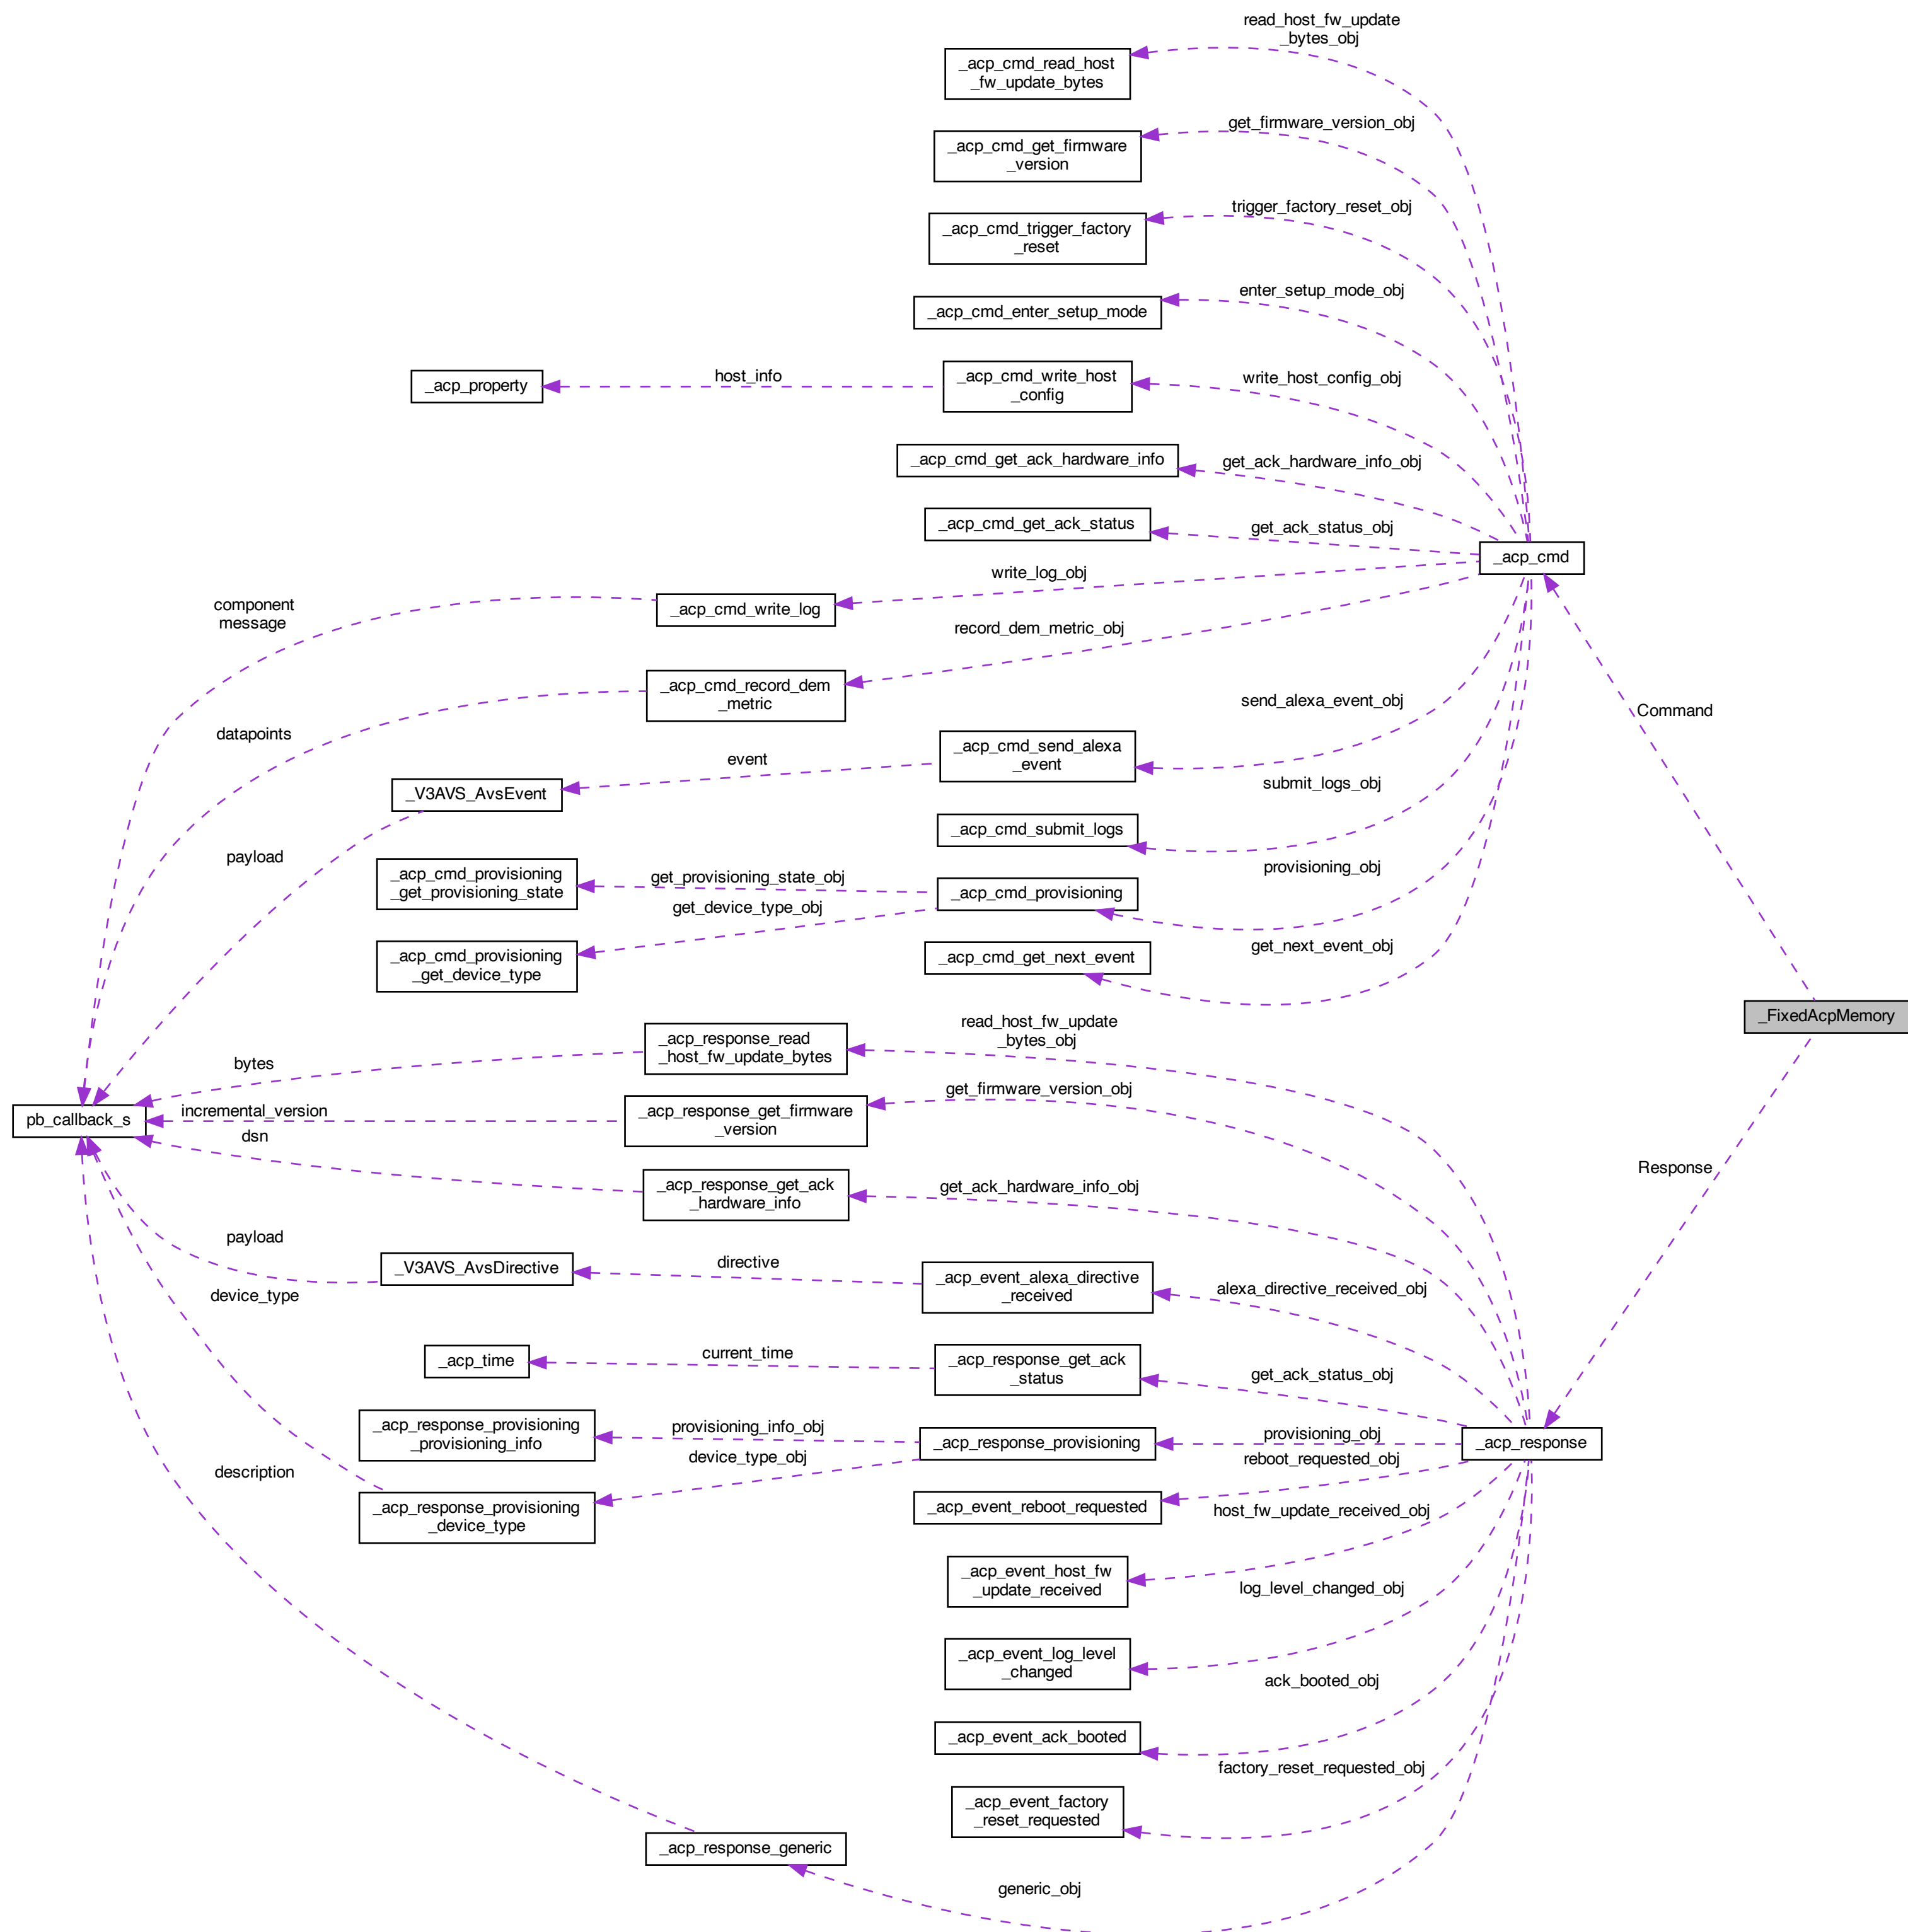 read_host_fw_update
_bytes_obj
_acp_cmd_read_host
_fw_update_bytes
get_firmware_version_obj
_acp_cmd_get_firmware
_version
trigger_factory_reset_obj
_acp_cmd_trigger_factory
_reset
enter_setup_mode_obj
_acp_cmd_enter_setup_mode
_acp_property
host_info
_acp_cmd_write_host
_config
write_host_config_obj
_acp_cmd_get_ack_hardware_info
get_ack_hardware_info_obj
_acp_cmd_get_ack_status
get_ack_status_obj
_acp_cmd
write_log_obj
component
message
_acp_cmd_write_log
record_dem_metric_obj
_acp_cmd_record_dem
_metric
send_alexa_event_obj
Command
datapoints
event
_acp_cmd_send_alexa
_event
_V3AVS_AvsEvent
submit_logs_obj
_acp_cmd_submit_logs
payload
_acp_cmd_provisioning
_get_provisioning_state
get_provisioning_state_obj
_acp_cmd_provisioning
provisioning_obj
get_device_type_obj
_acp_cmd_provisioning
_get_device_type
_acp_cmd_get_next_event
get_next_event_obj
_FixedAcpMemory
read_host_fw_update
_bytes_obj
_acp_response_read
_host_fw_update_bytes
bytes
get_firmware_version_obj
pb_callback_s
incremental_version
_acp_response_get_firmware
_version
dsn
Response
_acp_response_get_ack
_hardware_info
get_ack_hardware_info_obj
payload
_V3AVS_AvsDirective
directive
_acp_event_alexa_directive
_received
alexa_directive_received_obj
device_type
_acp_time
current_time
_acp_response_get_ack
_status
get_ack_status_obj
_acp_response_provisioning
_provisioning_info
provisioning_info_obj
_acp_response_provisioning
provisioning_obj
_acp_response
device_type_obj
reboot_requested_obj
description
_acp_response_provisioning
_device_type
_acp_event_reboot_requested
host_fw_update_received_obj
_acp_event_host_fw
_update_received
log_level_changed_obj
_acp_event_log_level
_changed
ack_booted_obj
_acp_event_ack_booted
factory_reset_requested_obj
_acp_event_factory
_reset_requested
_acp_response_generic
generic_obj